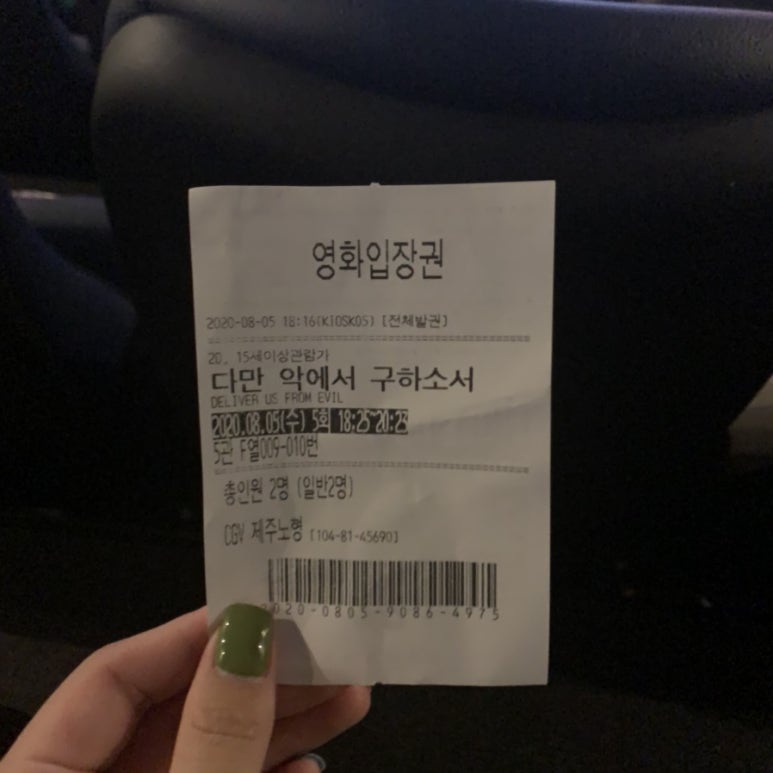 영화입장권
2020-08-05 18:16(KIOSK05) [전체발권]
2D, 15세이상관람가
다만 악에서 구하소서
DELIVER US FROM EVIL
2020.08.05(수) 5회 18:25~20:23
5관 F열009-010번
총인원 2명 (일반2명)
CGV 제주노형 [104-81-45690]
2020-0805-9086-4975